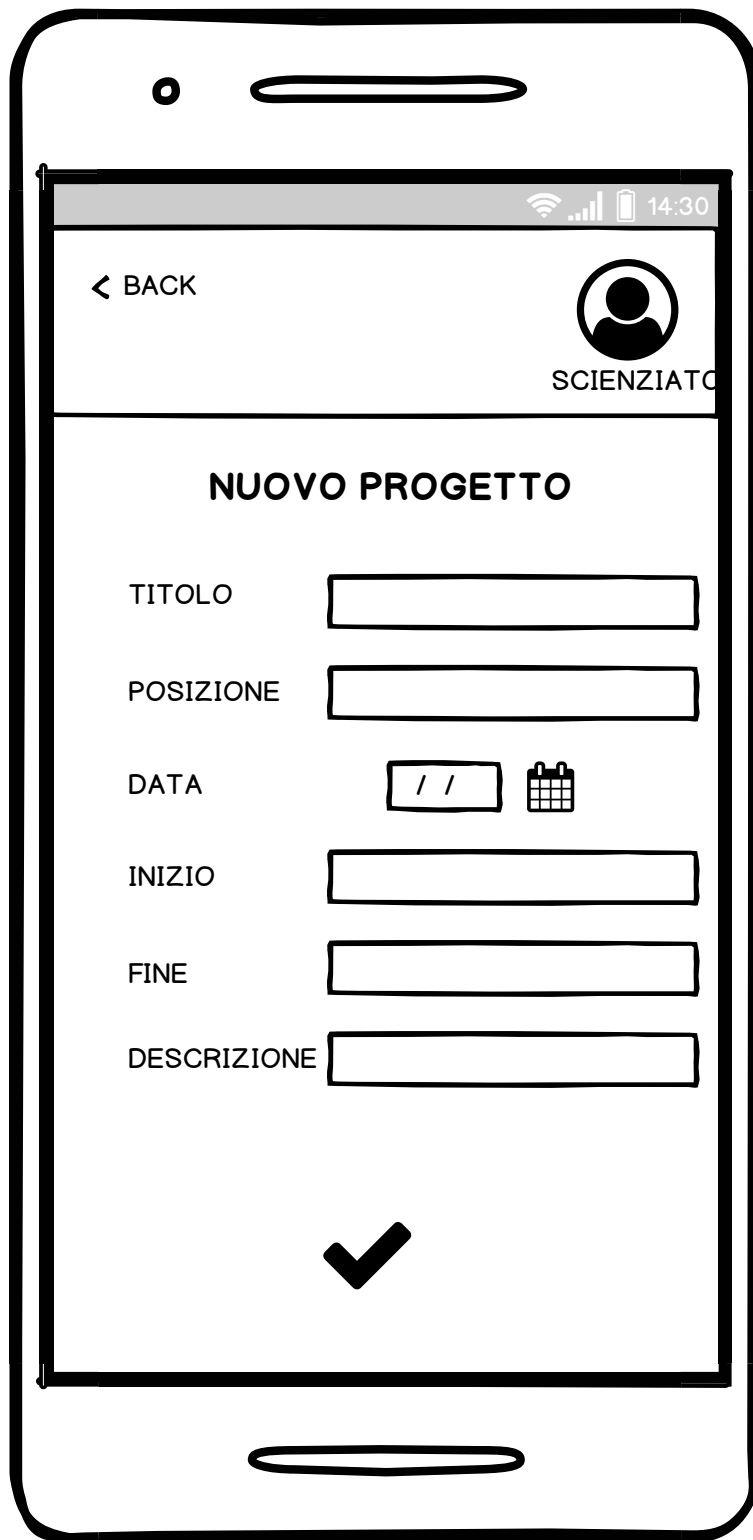 14:30
< BACK
SCIENZIATO
NUOVO PROGETTO
TITOLO
POSIZIONE
DATA / /
INIZIO
FINE
DESCRIZIONE